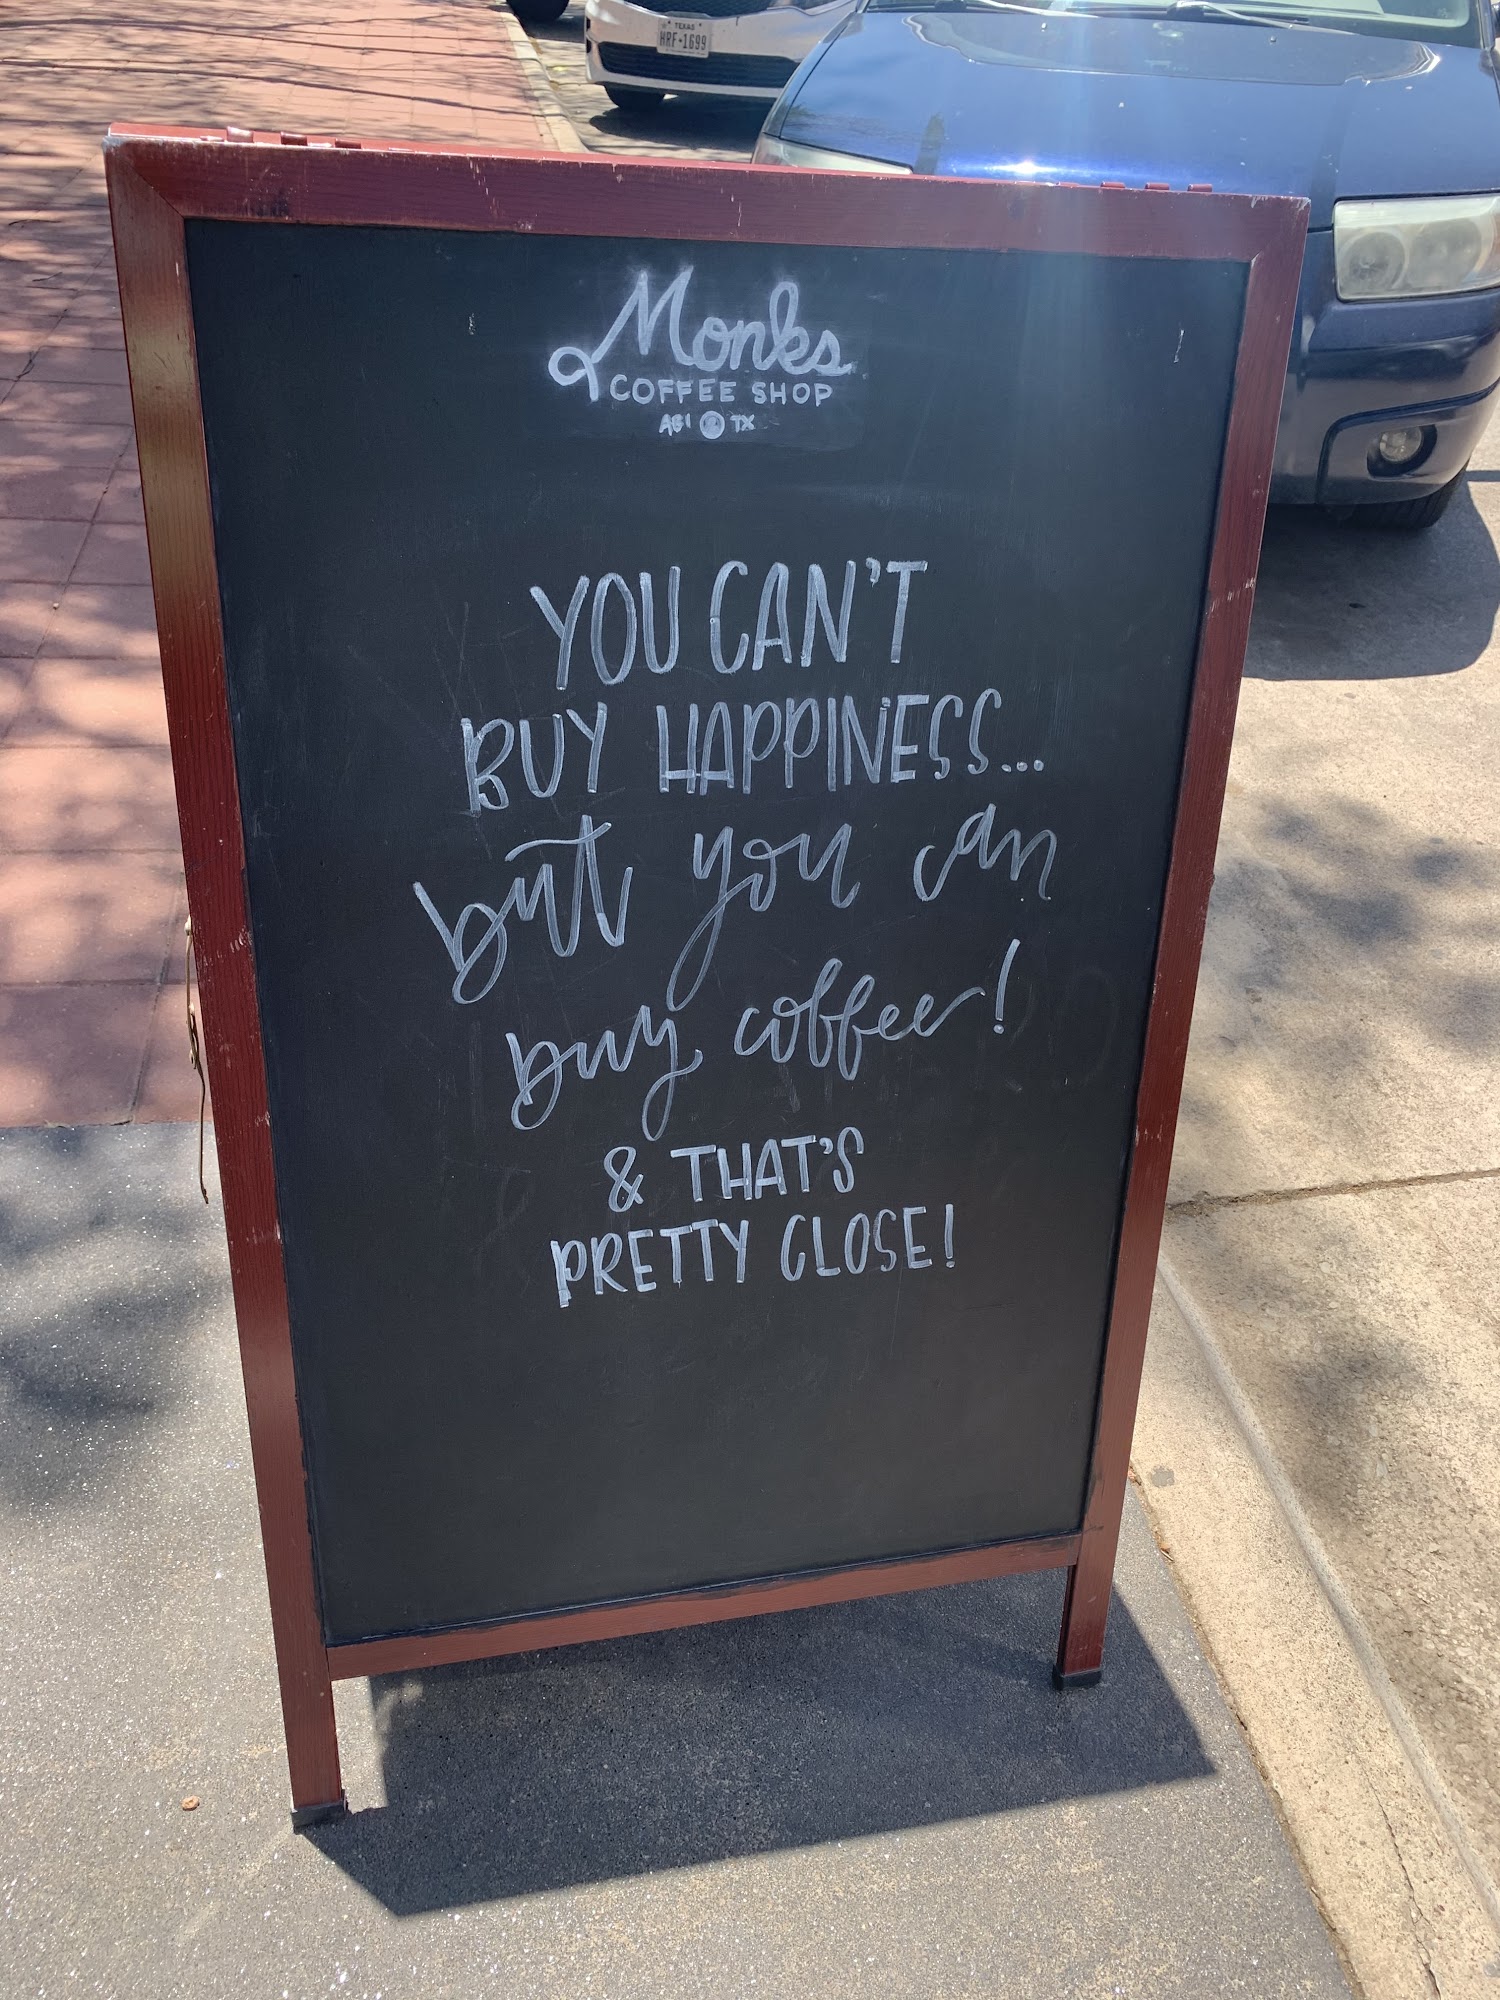 TEXAS
HRF-1699
Monks
COFFEE SHOP
ABI TX
YOU CAN'T
BUY HAPPINESS...
but you can
buy coffee!
& THAT'S
PRETTY CLOSE!